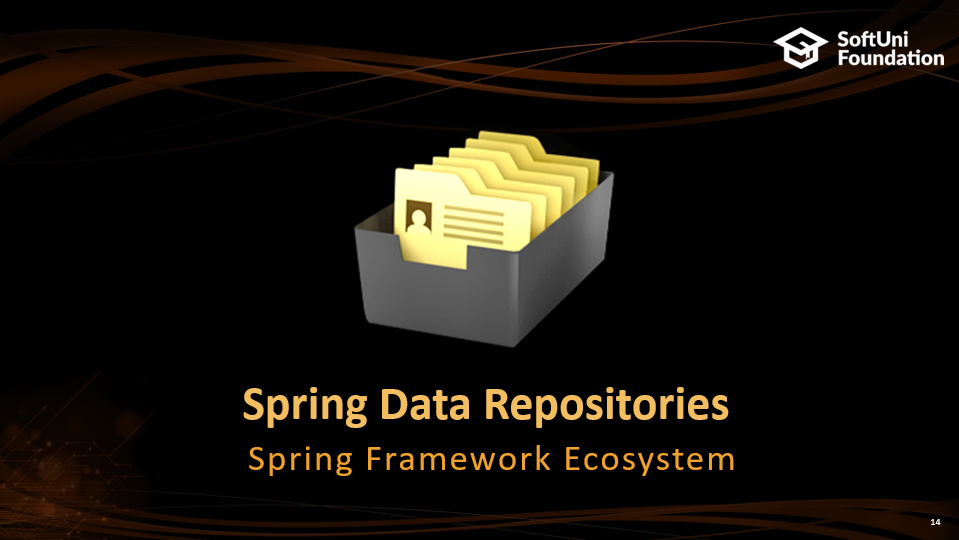 SoftUni
Foundation
Spring Data Repositories
Spring Framework Ecosystem
14